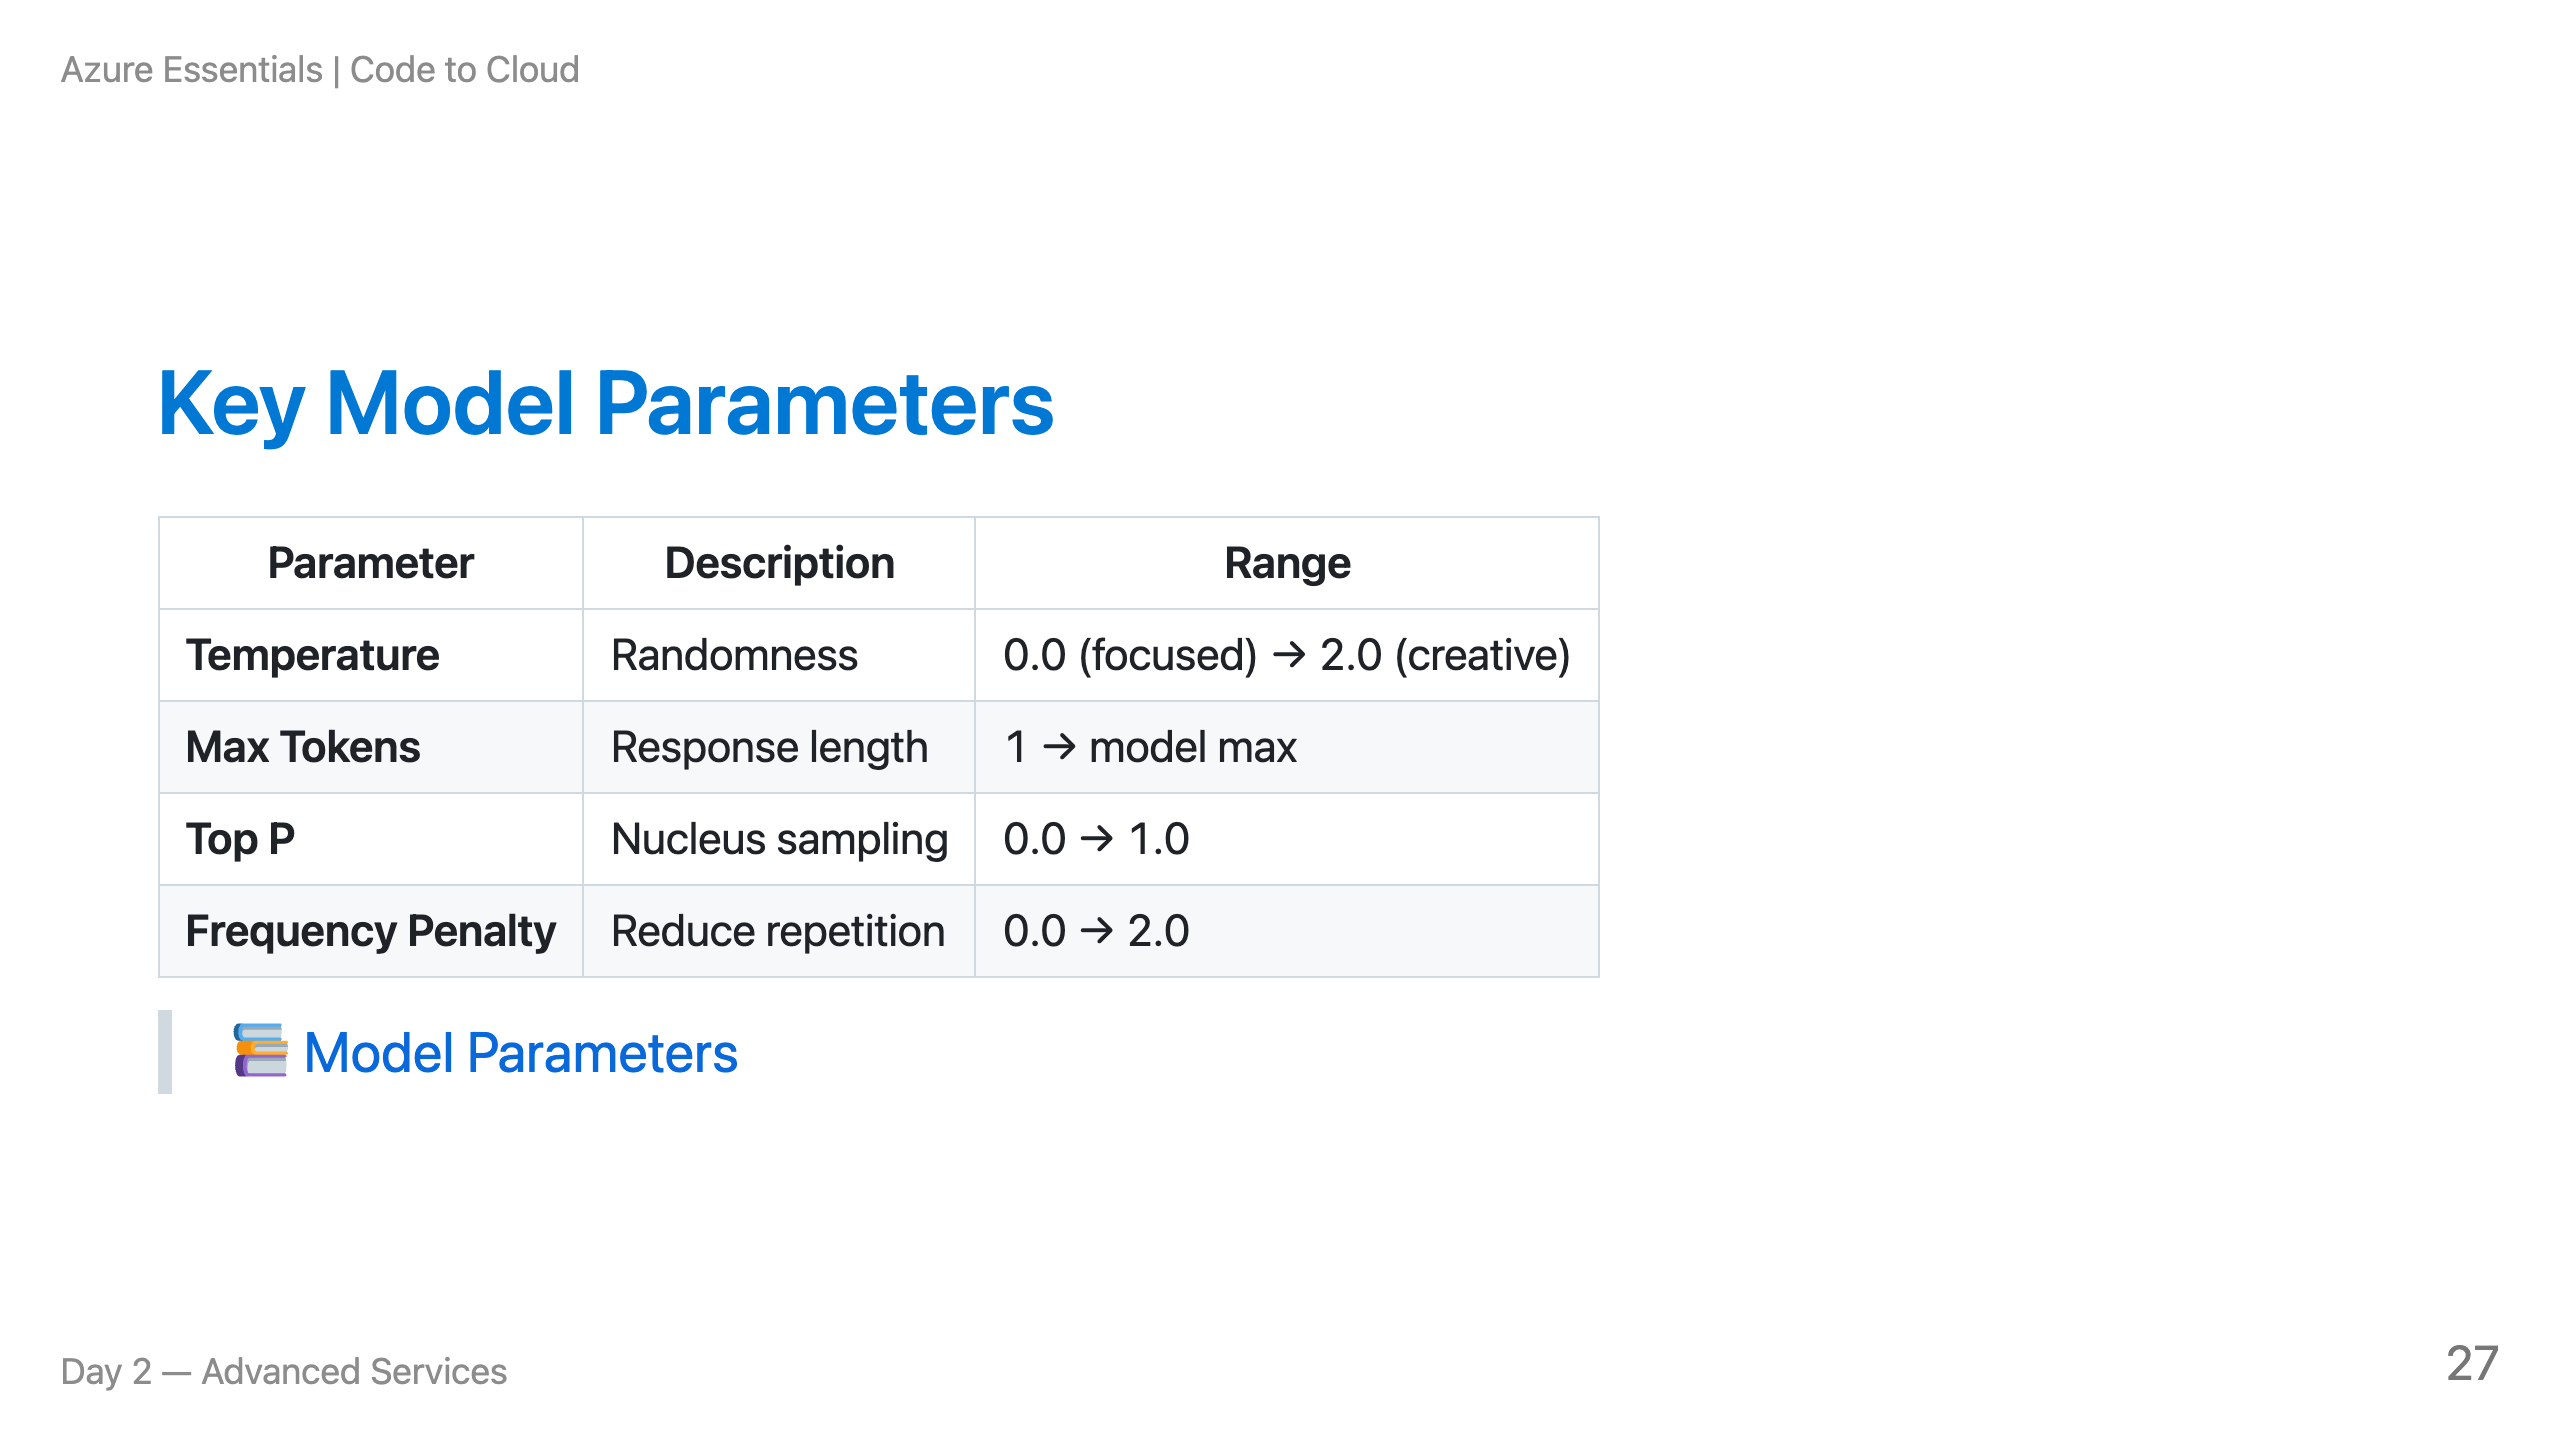 Azure Essentials | Code to Cloud
Key Model Parameters
Parameter Description Range
Temperature Randomness 0.0 (focused) → 2.0 (creative)
Max Tokens Response length 1 → model max
Top P Nucleus sampling 0.0 → 1.0
Frequency Penalty Reduce repetition 0.0 → 2.0
📚 Model Parameters
Day 2 — Advanced Services
27